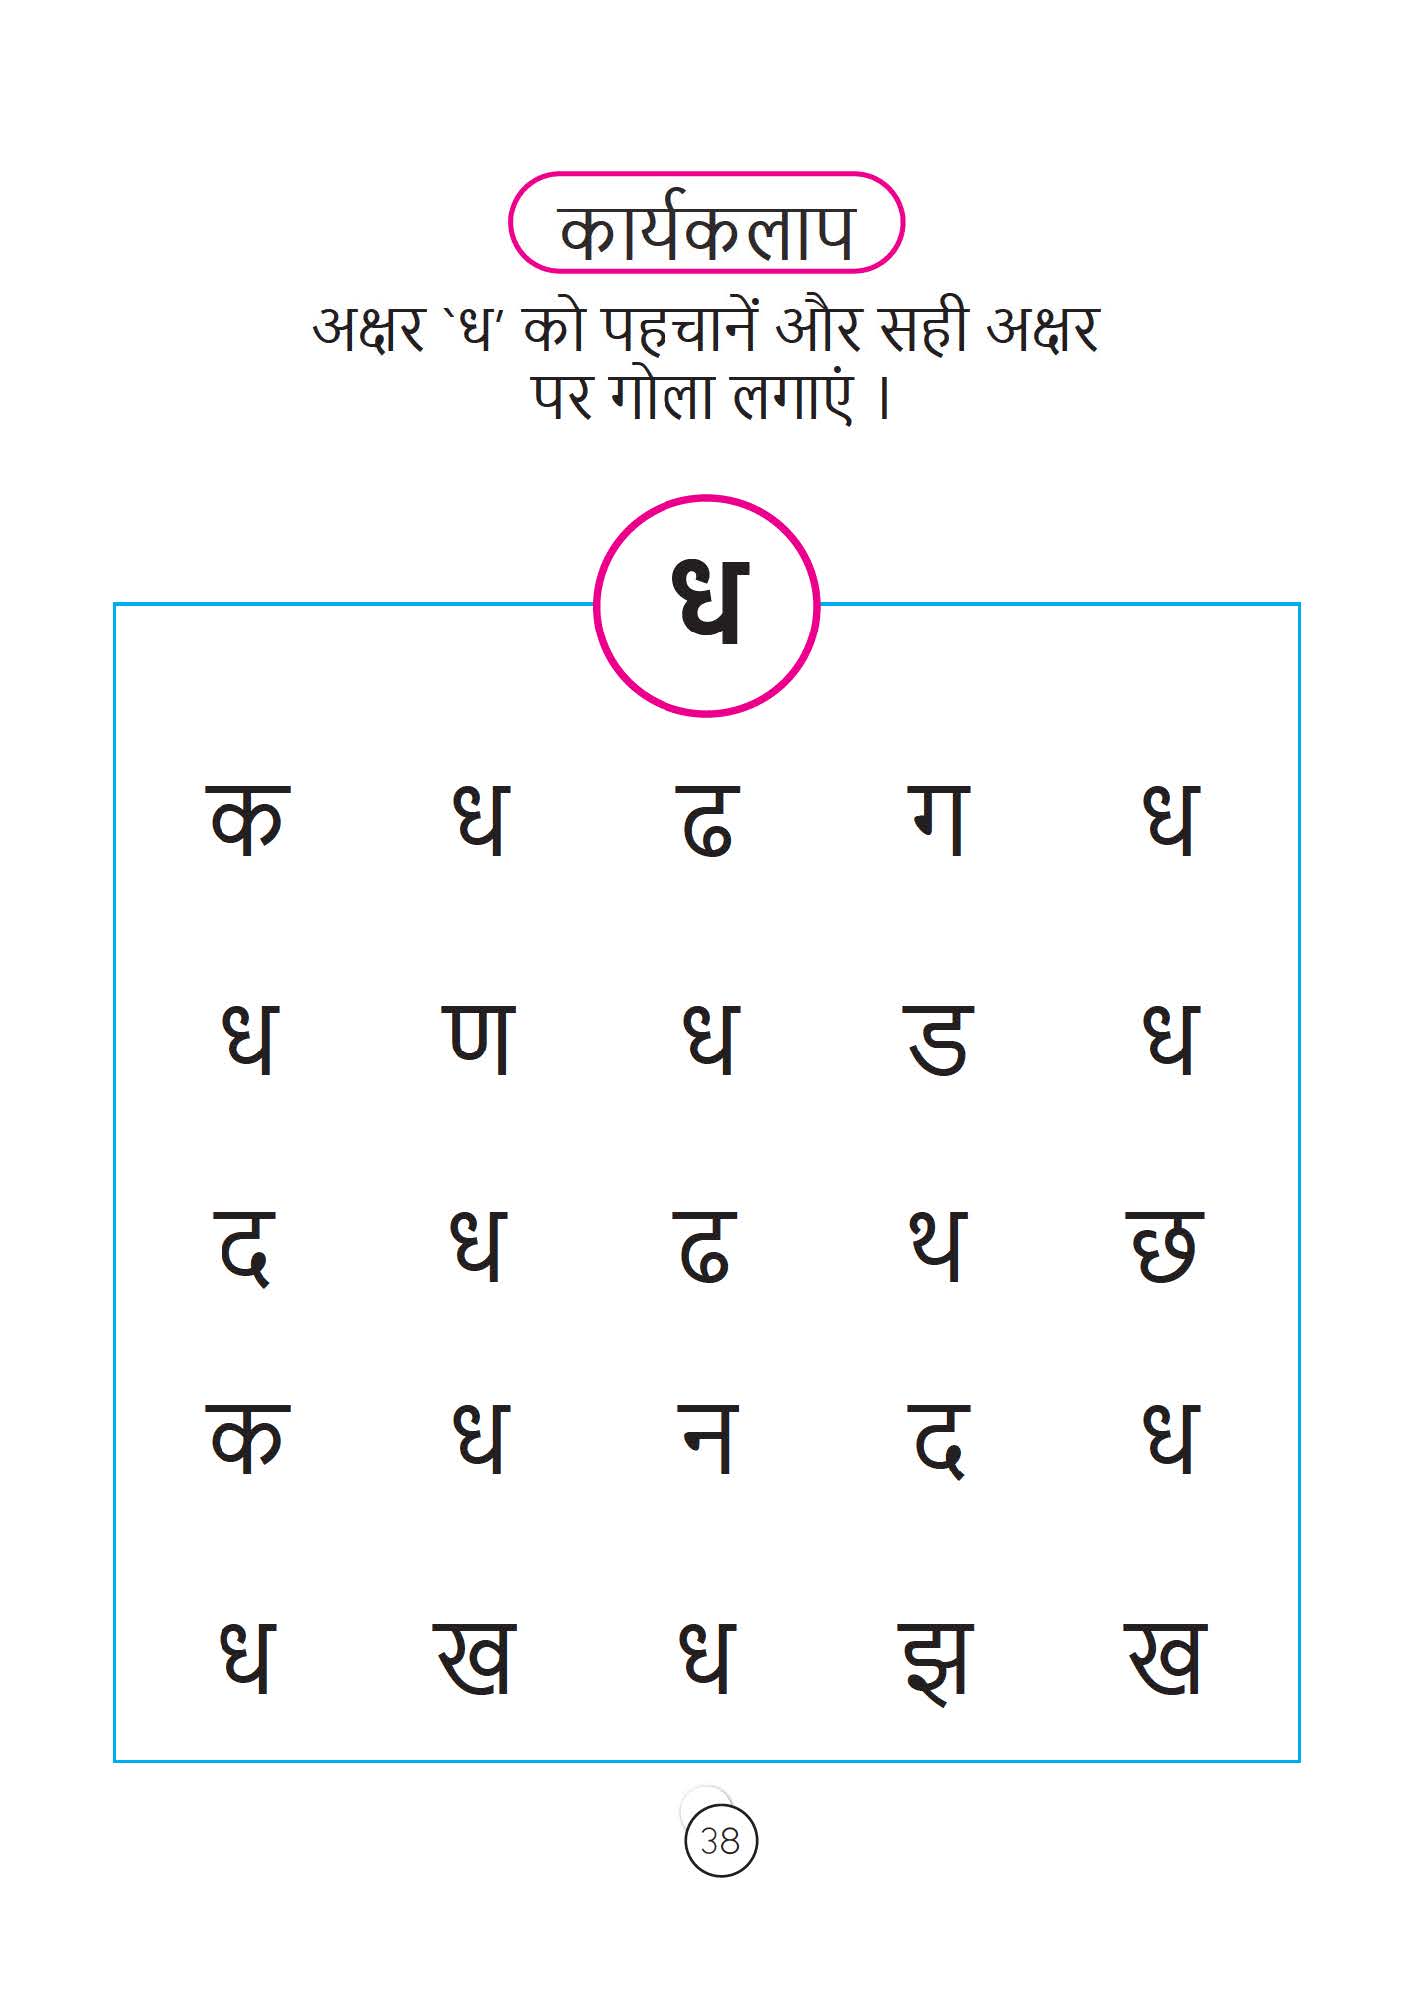 कार्यकलाप
अक्षर `ध’ को पहचानें और सही अक्षर
पर गोला लगाएं ।
ध
क ध ढ ग ध
ध ण ध ड ध
द ध ढ थ छ
क ध न द ध
ध ख ध झ ख
38